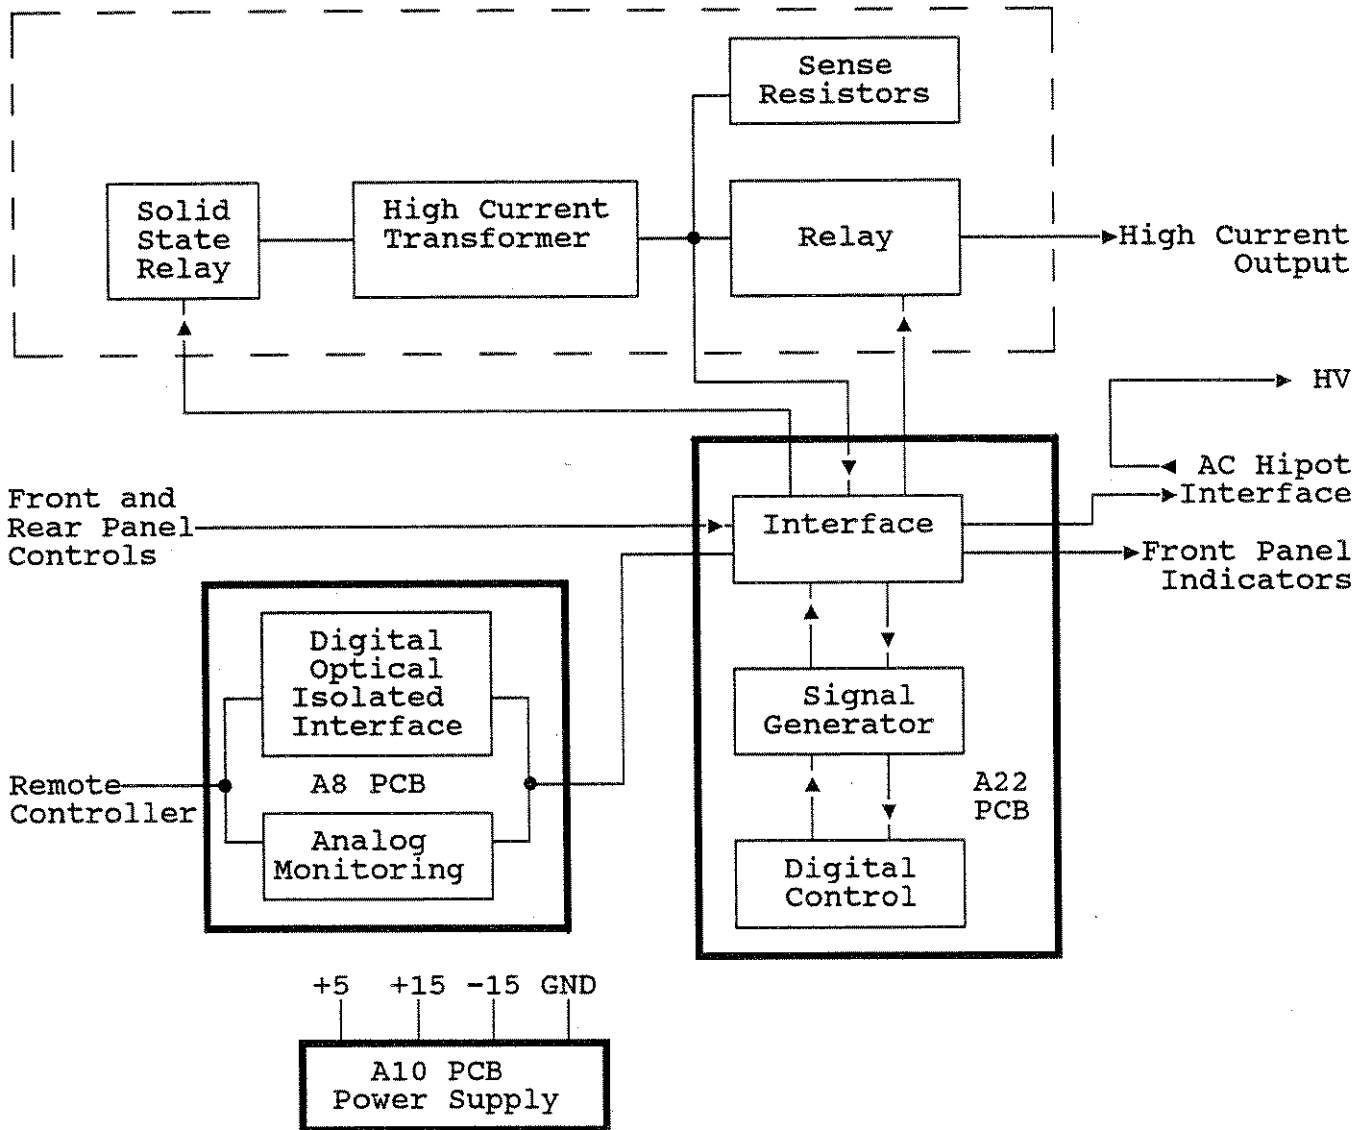 Sense
Resistors
Solid
State
Relay
High Current
Transformer
Relay
High Current
Output
HV
AC Hipot
Interface
Front and
Rear Panel
Controls
Interface
Front Panel
Indicators
Digital
Optical
Isolated
Interface
Signal
Generator
Remote
Controller
A8 PCB
A22
PCB
Analog
Monitoring
Digital
Control
+5 +15 -15 GND
A10 PCB
Power Supply